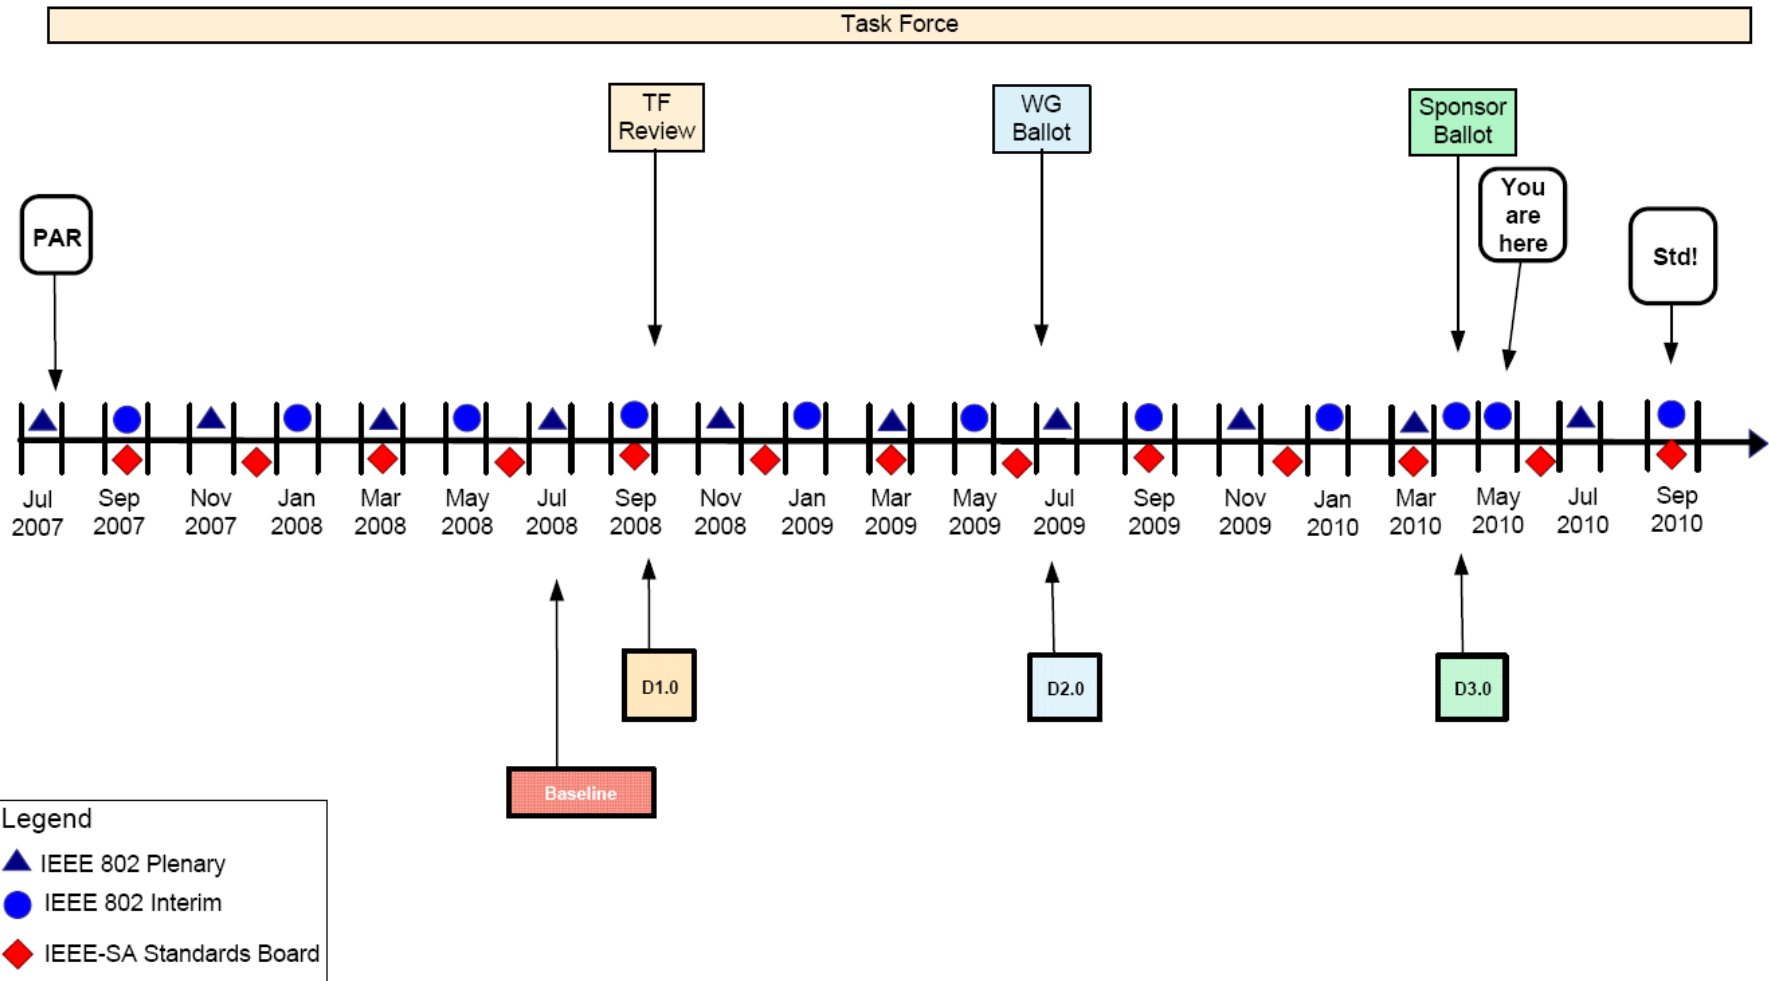 Task Force
TF
Review
WG
Ballot
Sponsor
Ballot
PAR
You
are
here
Std!
Jul
2007
Sep
2007
Nov
2007
Jan
2008
Mar
2008
May
2008
Jul
2008
Sep
2008
Nov
2008
Jan
2009
Mar
2009
May
2009
Jul
2009
Sep
2009
Nov
2009
Jan
2010
Mar
2010
May
2010
Jul
2010
Sep
2010
D1.0
D2.0
D3.0
Baseline
Legend
IEEE 802 Plenary
IEEE 802 Interim
IEEE-SA Standards Board